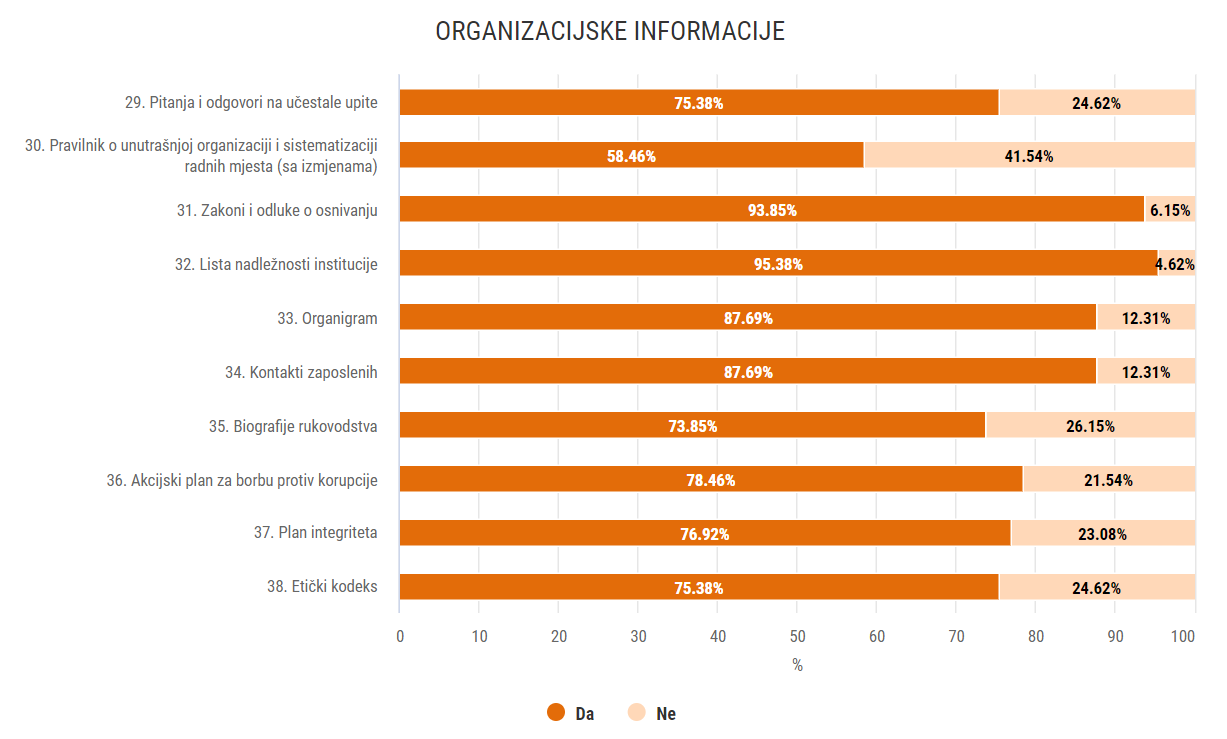 ORGANIZACIJSKE INFORMACIJE
29. Pitanja i odgovori na učestale upite
75.38%
24.62%
30. Pravilnik o unutrašnjoj organizaciji i sistematizaciji
radnih mjesta (sa izmjenama)
58.46%
41.54%
31. Zakoni i odluke o osnivanju
93.85%
6.15%
32. Lista nadležnosti institucije
95.38%
4.62%
33. Organigram
87.69%
12.31%
34. Kontakti zaposlenih
87.69%
12.31%
35. Biografije rukovodstva
73.85%
26.15%
36. Akcijski plan za borbu protiv korupcije
78.46%
21.54%
37. Plan integriteta
76.92%
23.08%
38. Etički kodeks
75.38%
24.62%
0 10 20 30 40 50 60 70 80 90 100
%
Da Ne